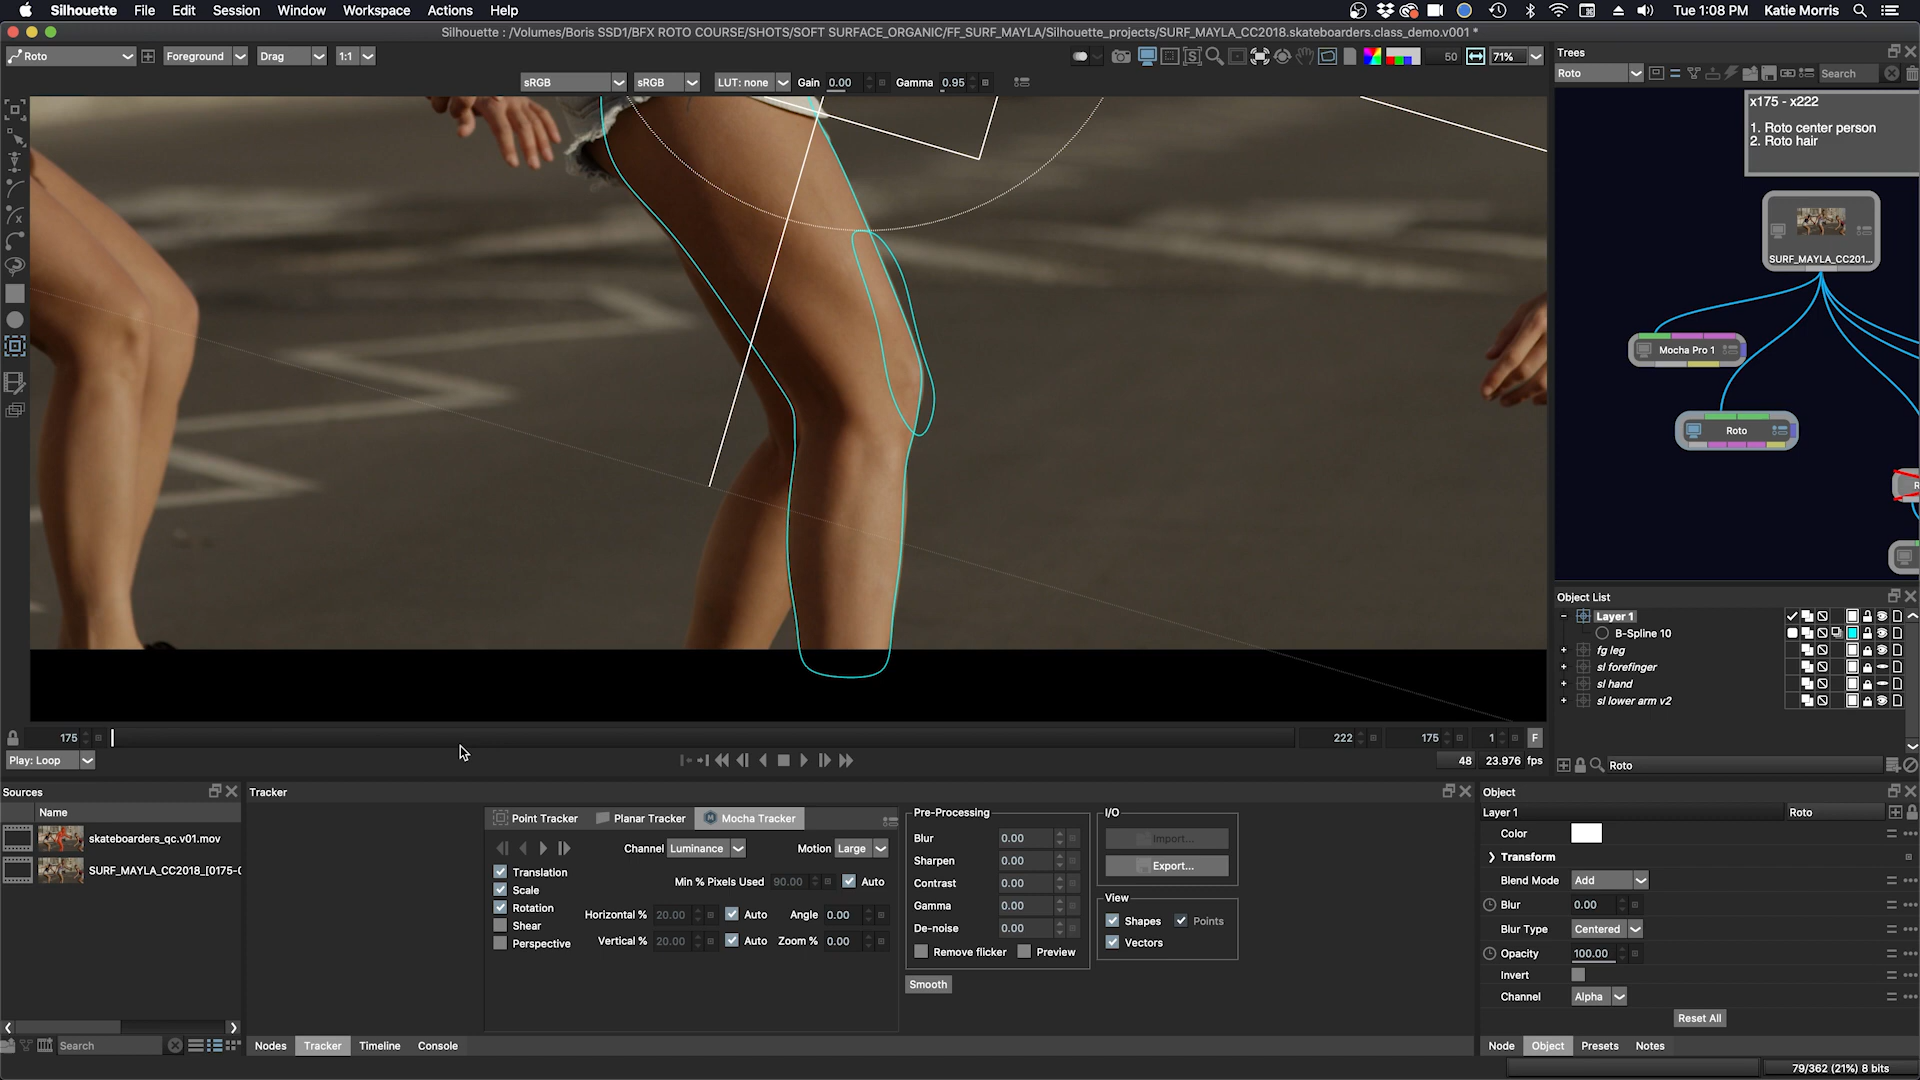 Silhouette File Edit Session Window Workspace Actions Help
Tue 1:08 PM Katie Morris
Silhouette : /Volumes/Boris SSD1/BFX ROTO COURSE/SHOTS/SOFT SURFACE_ORGANIC/FF_SURF_MAYLA/Silhouette_projects/SURF_MAYLA_CC2018.skateboarders.class_demo.v001 *
Roto Foreground Drag 1:1 50 71%
sRGB sRGB LUT: none Gain 0.00 Gamma 0.95
Trees
Roto Search
x175 - x222
1. Roto center person
2. Roto hair
SURF_MAYLA_CC201...
Mocha Pro 1
Roto
Object List
Layer 1
B-Spline 10
fg leg
sl forefinger
sl hand
sl lower arm v2
Roto
175 222 175 1 F
Play: Loop 48 23.976 fps
Sources
Name
skateboarders_qc.v01.mov
SURF_MAYLA_CC2018_[0175-0
Search
Tracker
Point Tracker Planar Tracker Mocha Tracker
Channel Luminance Motion Large
Translation
Scale
Rotation
Shear
Perspective
Min % Pixels Used 90.00 Auto
Horizontal % 20.00 Auto Angle 0.00
Vertical % 20.00 Auto Zoom % 0.00
Pre-Processing
Blur 0.00
Sharpen 0.00
Contrast 0.00
Gamma 0.00
De-noise 0.00
Remove flicker Preview
Smooth
I/O
Import...
Export...
View
Shapes Points
Vectors
Nodes Tracker Timeline Console
Object
Layer 1 Roto
Color
Transform
Blend Mode Add
Blur 0.00
Blur Type Centered
Opacity 100.00
Invert
Channel Alpha
Reset All
Node Object Presets Notes
79/362 (21%) 8 bits